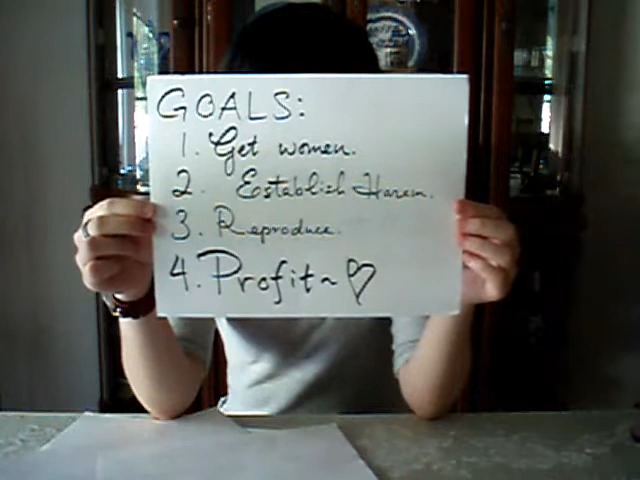 GOALS:
1. Get women.
2. Establish Harem.
3. Reproduce.
4. Profit~ ♡